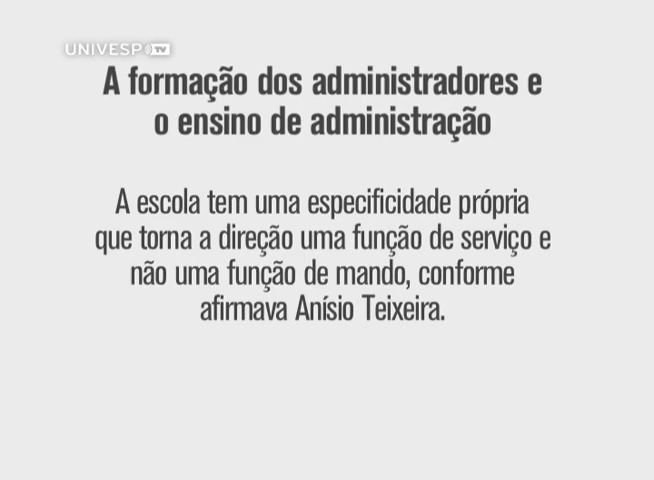 UNIVESP TV
A formação dos administradores e
o ensino de administração
A escola tem uma especificidade própria
que torna a direção uma função de serviço e
não uma função de mando, conforme
afirmava Anísio Teixeira.